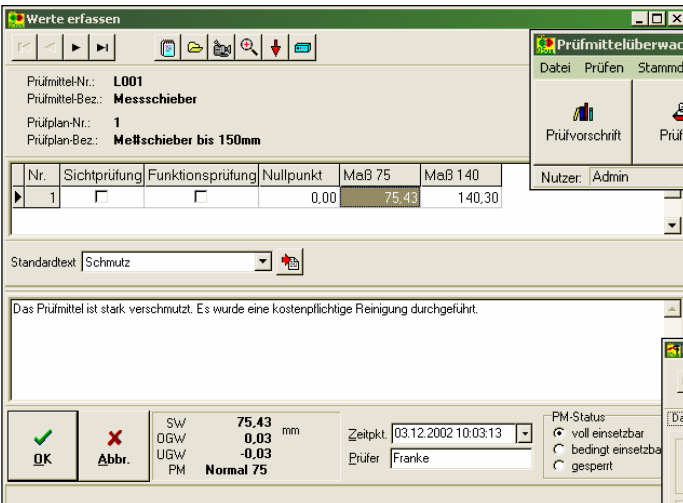 Werte erfassen
Prüfmittel-Nr.: L001
Prüfmittel-Bez.: Messschieber
Prüfplan-Nr.: 1
Prüfplan-Bez.: Me#schieber bis 150mm
Nr. Sichtprüfung Funktionsprüfung Nullpunkt Maß 75 Maß 140
1 0,00 75,43 140,30
Standardtext Schmutz
Das Prüfmittel ist stark verschmutzt. Es wurde eine kostenpflichtige Reinigung durchgeführt.
OK
Abbr.
SW 75,43 mm
OGW 0,03
UGW -0,03
PM Normal 75
Zeitpkt. 03.12.2002 10:03:13
Prüfer Franke
PM-Status
voll einsetzbar
bedingt einsetzba
gesperrt
Prüfmittelüberwac
Datei Prüfen Stammd
Prüfvorschrift Prüf
Nutzer: Admin